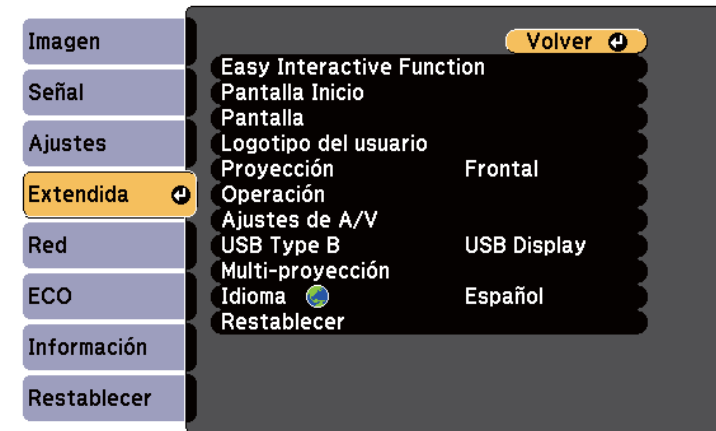 Imagen
Señal
Ajustes
Extendida
Red
ECO
Información
Restablecer
Volver
Easy Interactive Function
Pantalla Inicio
Pantalla
Logotipo del usuario
Proyección Frontal
Operación
Ajustes de A/V
USB Type B USB Display
Multi-proyección
Idioma Español
Restablecer